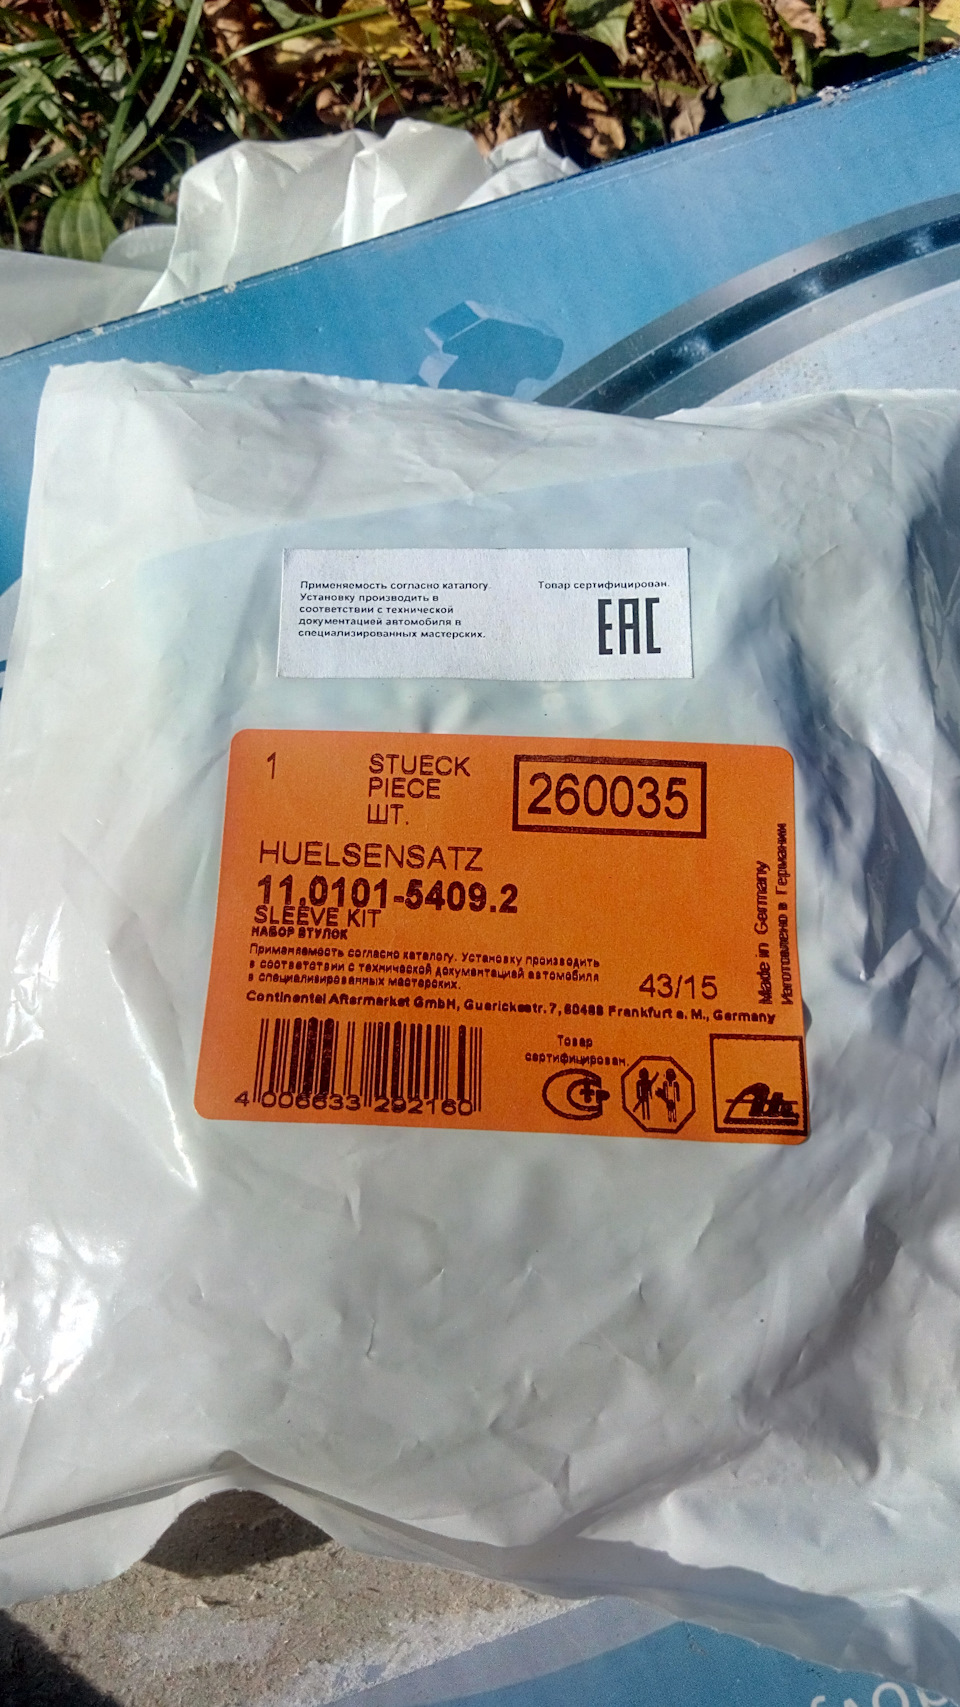 Применяемость согласно каталогу.
Установку производить в
соответствии с технической
документацией автомобиля в
специализированных мастерских.
Товар сертифицирован.
EAC
1
STUECK
PIECE
ШТ.
260035
HUELSENSATZ
11.0101-5409.2
SLEEVE KIT
НАБОР ВТУЛОК
Применяемость согласно каталогу. Установку производить
в соответствии с технической документацией автомобиля
в специализированных мастерских.
43/15
Continental Aftermarket GmbH, Guerickestr. 7, 60488 Frankfurt a. M., Germany
Made in Germany
Изготовлено в Германии
4 006633 292160
Товар
сертифицирован.
Ate